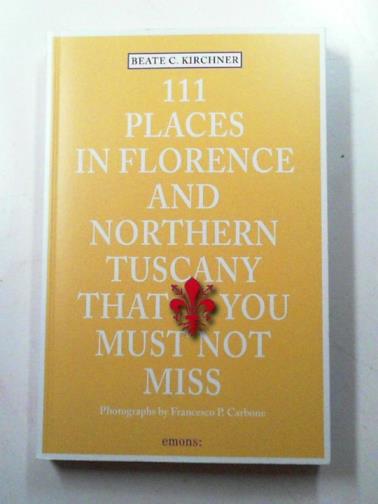 BEATE C. KIRCHNER
111
PLACES
IN FLORENCE
AND
NORTHERN
TUSCANY
THAT YOU
MUST NOT
MISS
Photographs by Francesco P. Carbone
emons: